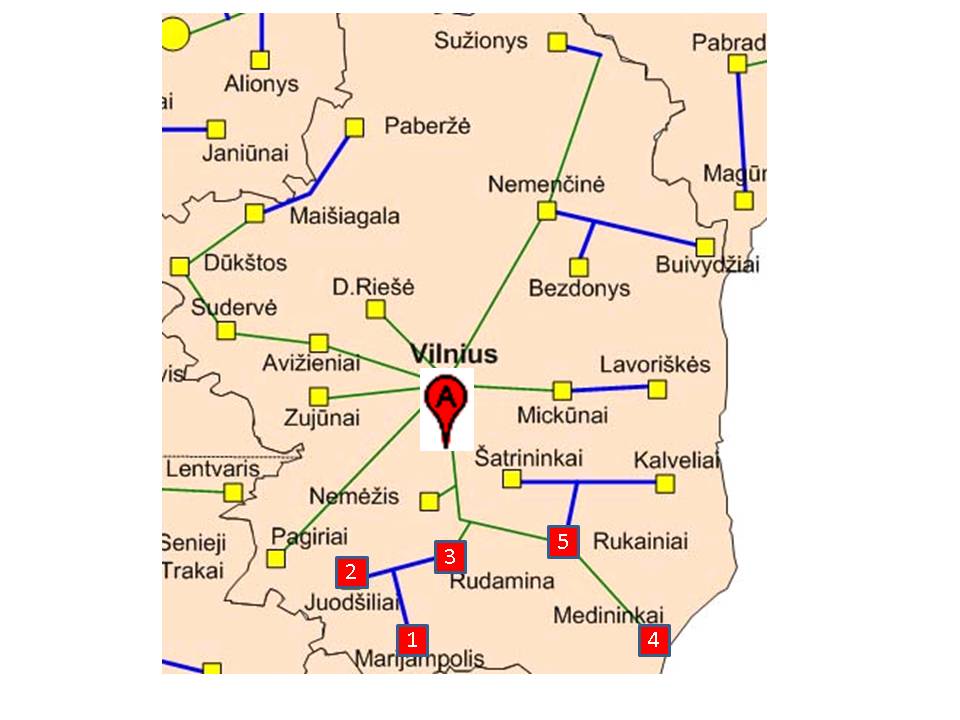 Sužionys
Pabrad
Alionys
ai
Paberžė
Janiūnai
Magūr
Nemenčinė
Maišiagala
Dūkštos
Buivydžiai
D.Riešė
Bezdonys
Sudervė
Vilnius
Avižieniai
Lavoriškės
vis
A
Zujūnai
Mickūnai
Šatrininkai
Kalveliai
Lentvaris
Nemėžis
Pagiriai
Senieji
Trakai
5
Rukainiai
3
2
Rudamina
Juodšiliai
Medininkai
1
4
Marijampolis